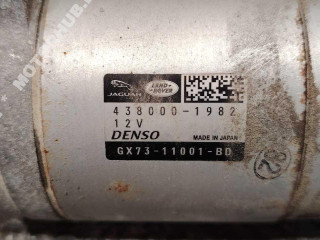 JAGUAR
LAND-
ROVER
438000-1982
12V
DENSO
MADE IN JAPAN
GX73-11001-BD